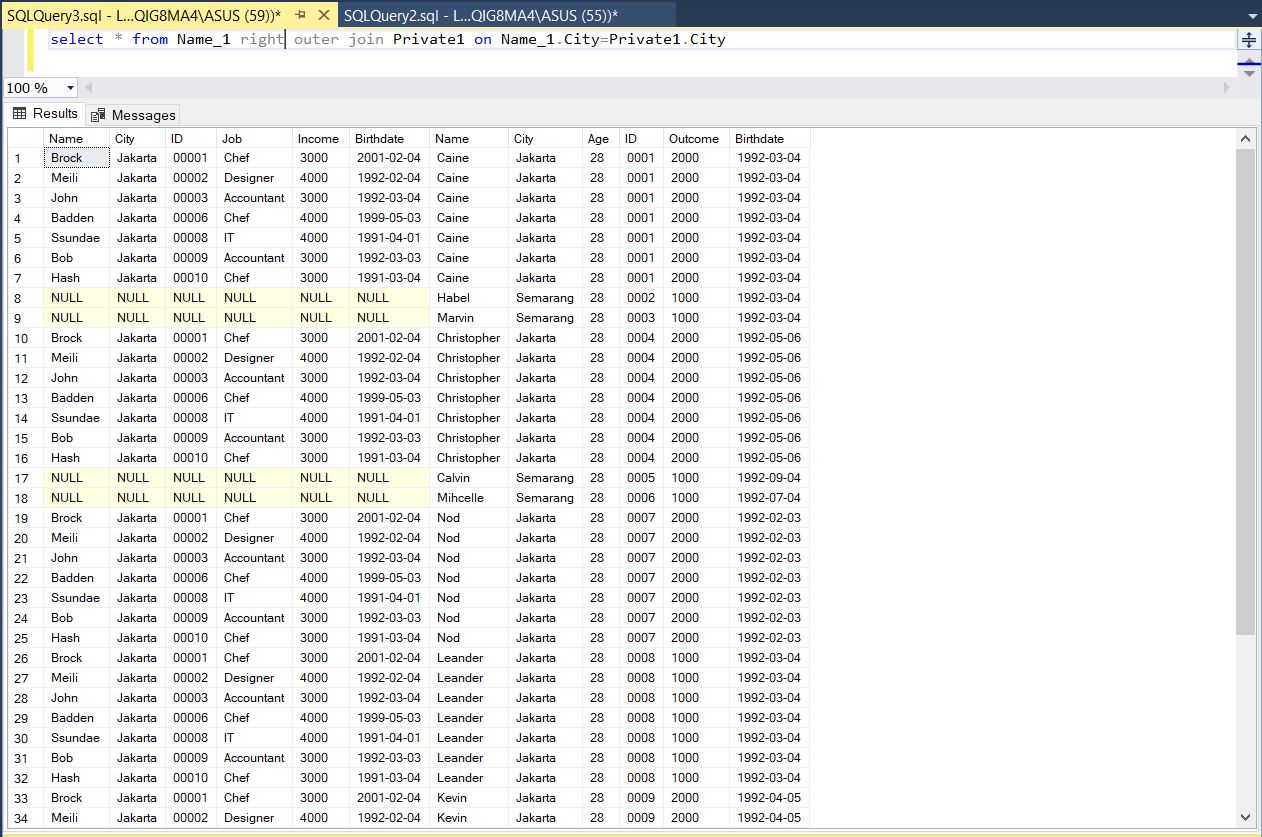 SQLQuery3.sql - L...QIG8MA4\ASUS (59))* SQLQuery2.sql - L...QIG8MA4\ASUS (55))*
select * from Name_1 right outer join Private1 on Name_1.City=Private1.City
100 %
Results Messages
Name City ID Job Income Birthdate Name City Age ID Outcome Birthdate
1 Brock Jakarta 00001 Chef 3000 2001-02-04 Caine Jakarta 28 0001 2000 1992-03-04
2 Meili Jakarta 00002 Designer 4000 1992-02-04 Caine Jakarta 28 0001 2000 1992-03-04
3 John Jakarta 00003 Accountant 3000 1992-03-04 Caine Jakarta 28 0001 2000 1992-03-04
4 Badden Jakarta 00006 Chef 4000 1999-05-03 Caine Jakarta 28 0001 2000 1992-03-04
5 Ssundae Jakarta 00008 IT 4000 1991-04-01 Caine Jakarta 28 0001 2000 1992-03-04
6 Bob Jakarta 00009 Accountant 3000 1992-03-03 Caine Jakarta 28 0001 2000 1992-03-04
7 Hash Jakarta 00010 Chef 3000 1991-03-04 Caine Jakarta 28 0001 2000 1992-03-04
8 NULL NULL NULL NULL NULL NULL Habel Semarang 28 0002 1000 1992-03-04
9 NULL NULL NULL NULL NULL NULL Marvin Semarang 28 0003 1000 1992-03-04
10 Brock Jakarta 00001 Chef 3000 2001-02-04 Christopher Jakarta 28 0004 2000 1992-05-06
11 Meili Jakarta 00002 Designer 4000 1992-02-04 Christopher Jakarta 28 0004 2000 1992-05-06
12 John Jakarta 00003 Accountant 3000 1992-03-04 Christopher Jakarta 28 0004 2000 1992-05-06
13 Badden Jakarta 00006 Chef 4000 1999-05-03 Christopher Jakarta 28 0004 2000 1992-05-06
14 Ssundae Jakarta 00008 IT 4000 1991-04-01 Christopher Jakarta 28 0004 2000 1992-05-06
15 Bob Jakarta 00009 Accountant 3000 1992-03-03 Christopher Jakarta 28 0004 2000 1992-05-06
16 Hash Jakarta 00010 Chef 3000 1991-03-04 Christopher Jakarta 28 0004 2000 1992-05-06
17 NULL NULL NULL NULL NULL NULL Calvin Semarang 28 0005 1000 1992-09-04
18 NULL NULL NULL NULL NULL NULL Mihcelle Semarang 28 0006 1000 1992-07-04
19 Brock Jakarta 00001 Chef 3000 2001-02-04 Nod Jakarta 28 0007 2000 1992-02-03
20 Meili Jakarta 00002 Designer 4000 1992-02-04 Nod Jakarta 28 0007 2000 1992-02-03
21 John Jakarta 00003 Accountant 3000 1992-03-04 Nod Jakarta 28 0007 2000 1992-02-03
22 Badden Jakarta 00006 Chef 4000 1999-05-03 Nod Jakarta 28 0007 2000 1992-02-03
23 Ssundae Jakarta 00008 IT 4000 1991-04-01 Nod Jakarta 28 0007 2000 1992-02-03
24 Bob Jakarta 00009 Accountant 3000 1992-03-03 Nod Jakarta 28 0007 2000 1992-02-03
25 Hash Jakarta 00010 Chef 3000 1991-03-04 Nod Jakarta 28 0007 2000 1992-02-03
26 Brock Jakarta 00001 Chef 3000 2001-02-04 Leander Jakarta 28 0008 1000 1992-03-04
27 Meili Jakarta 00002 Designer 4000 1992-02-04 Leander Jakarta 28 0008 1000 1992-03-04
28 John Jakarta 00003 Accountant 3000 1992-03-04 Leander Jakarta 28 0008 1000 1992-03-04
29 Badden Jakarta 00006 Chef 4000 1999-05-03 Leander Jakarta 28 0008 1000 1992-03-04
30 Ssundae Jakarta 00008 IT 4000 1991-04-01 Leander Jakarta 28 0008 1000 1992-03-04
31 Bob Jakarta 00009 Accountant 3000 1992-03-03 Leander Jakarta 28 0008 1000 1992-03-04
32 Hash Jakarta 00010 Chef 3000 1991-03-04 Leander Jakarta 28 0008 1000 1992-03-04
33 Brock Jakarta 00001 Chef 3000 2001-02-04 Kevin Jakarta 28 0009 2000 1992-04-05
34 Meili Jakarta 00002 Designer 4000 1992-02-04 Kevin Jakarta 28 0009 2000 1992-04-05